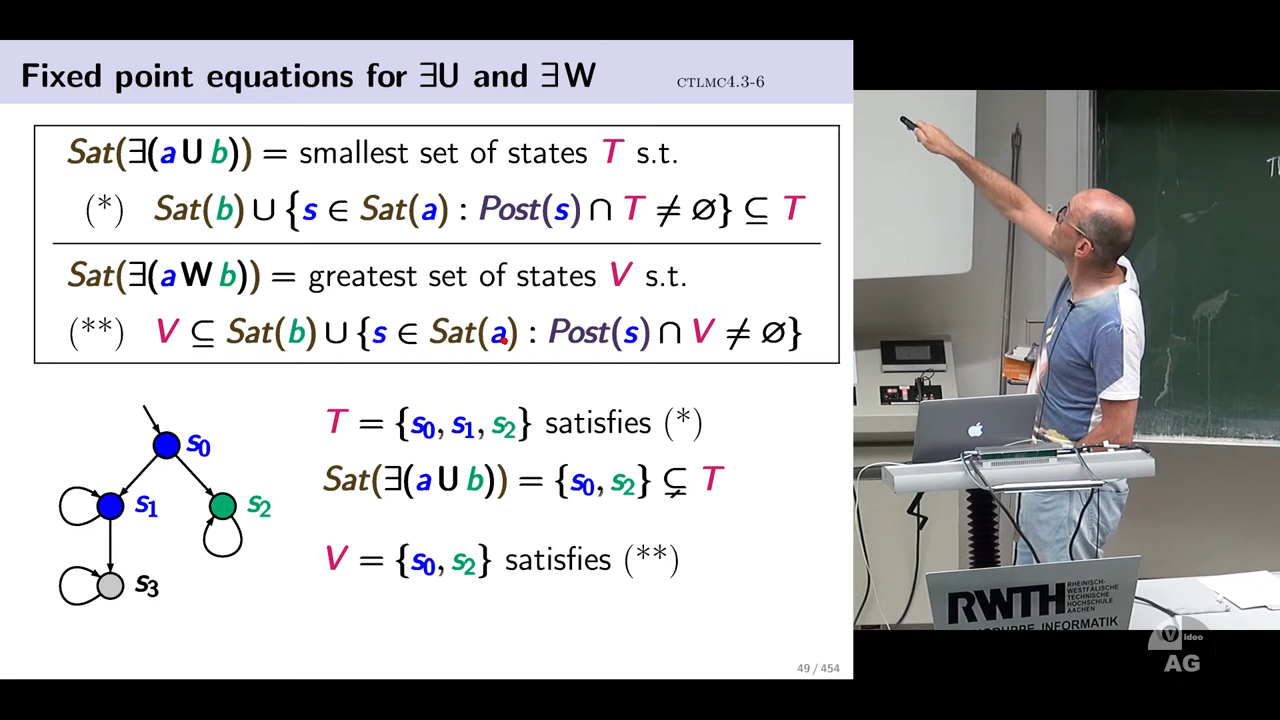 Fixed point equations for ∃U and ∃W CTLMC4.3-6
Sat(∃(a U b)) = smallest set of states T s.t.
(*) Sat(b) ∪ {s ∈ Sat(a) : Post(s) ∩ T ≠ ∅} ⊆ T
Sat(∃(a W b)) = greatest set of states V s.t.
(**) V ⊆ Sat(b) ∪ {s ∈ Sat(a) : Post(s) ∩ V ≠ ∅}
T = {s₀, s₁, s₂} satisfies (*)
Sat(∃(a U b)) = {s₀, s₂} ⊊ T
V = {s₀, s₂} satisfies (**)
s₀
s₁
s₂
s₃
49 / 454
RWTH
RHEINISCH-
WESTFÄLISCHE
TECHNISCHE
HOCHSCHULE
AACHEN
INFORMATIK
Video
AG